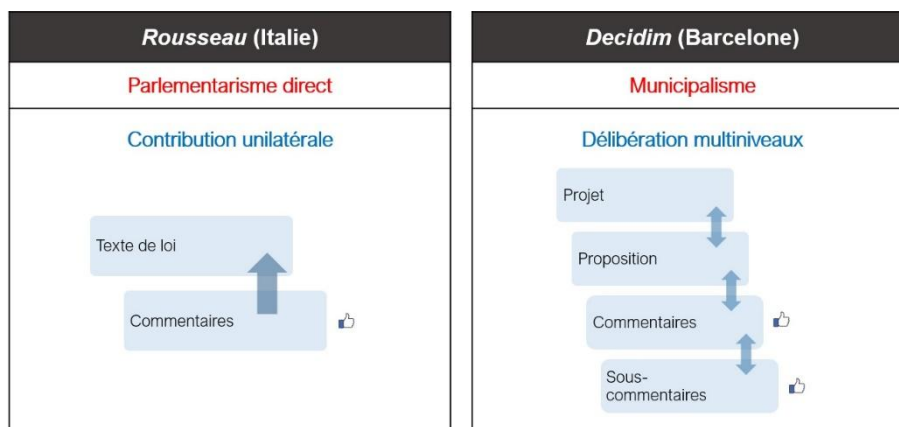 Rousseau (Italie)
Parlementarisme direct
Contribution unilatérale
Texte de loi
Commentaires
Decidim (Barcelone)
Municipalisme
Délibération multiniveaux
Projet
Proposition
Commentaires
Sous-
commentaires